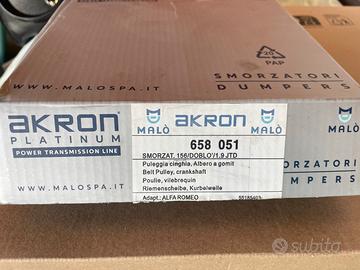 WWW.MALOSPA.IT
20
PAP
SMORZATORI
DUMPERS
AKRON
PLATINUM
POWER TRANSMISSION LINE
WWW.MALOSPA.IT
MALÒ
AKRON
MALÒ
658 051
SMORZAT. 156/DOBLO'/1.9 JTD
Puleggia cinghia, Albero a gomit
Belt Pulley, crankshaft
Poulie, vilebrequin
Riemenscheibe, Kurbelwelle
Adapt.: ALFA ROMEO
SMORZATORI
DUMPERS
subito